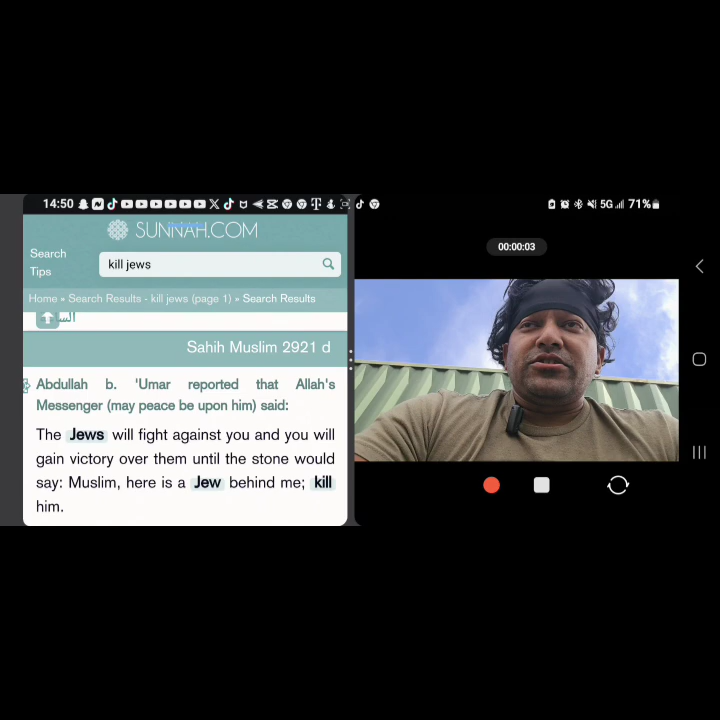 14:50
5G 71%
SUNNAH.COM
Search
Tips
kill jews
Home » Search Results - kill jews (page 1) » Search Results
Sahih Muslim 2921 d
Abdullah b. 'Umar reported that Allah's
Messenger (may peace be upon him) said:
The Jews will fight against you and you will
gain victory over them until the stone would
say: Muslim, here is a Jew behind me; kill
him.
00:00:03